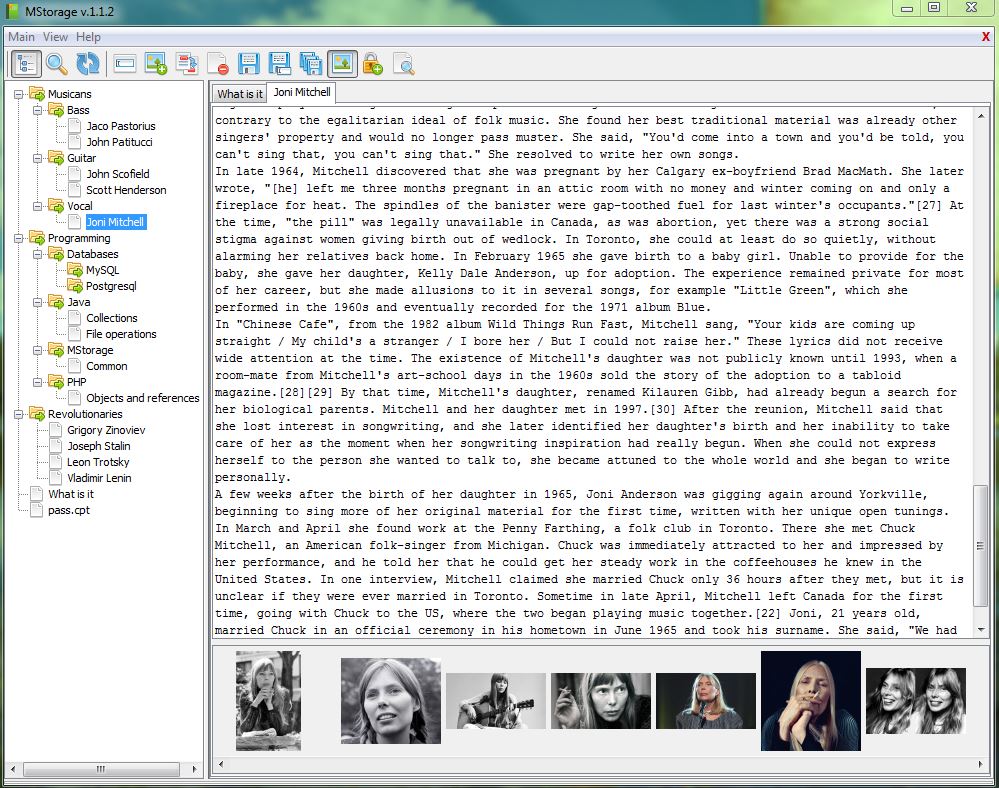 MStorage v.1.1.2
Main View Help
X
What is it
Joni Mitchell
Musicans
Bass
Jaco Pastorius
John Patitucci
Guitar
John Scofield
Scott Henderson
Vocal
Joni Mitchell
Programming
Databases
MySQL
Postgresql
Java
Collections
File operations
MStorage
Common
PHP
Objects and references
Revolutionaries
Grigory Zinoviev
Joseph Stalin
Leon Trotsky
Vladimir Lenin
What is it
pass.cpt
contrary to the egalitarian ideal of folk music. She found her best traditional material was already other
singers' property and would no longer pass muster. She said, "You'd come into a town and you'd be told, you
can't sing that, you can't sing that." She resolved to write her own songs.
In late 1964, Mitchell discovered that she was pregnant by her Calgary ex-boyfriend Brad MacMath. She later
wrote, "[he] left me three months pregnant in an attic room with no money and winter coming on and only a
fireplace for heat. The spindles of the banister were gap-toothed fuel for last winter's occupants."[27] At
the time, "the pill" was legally unavailable in Canada, as was abortion, yet there was a strong social
stigma against women giving birth out of wedlock. In Toronto, she could at least do so quietly, without
alarming her relatives back home. In February 1965 she gave birth to a baby girl. Unable to provide for the
baby, she gave her daughter, Kelly Dale Anderson, up for adoption. The experience remained private for most
of her career, but she made allusions to it in several songs, for example "Little Green", which she
performed in the 1960s and eventually recorded for the 1971 album Blue.
In "Chinese Cafe", from the 1982 album Wild Things Run Fast, Mitchell sang, "Your kids are coming up
straight / My child's a stranger / I bore her / But I could not raise her." These lyrics did not receive
wide attention at the time. The existence of Mitchell's daughter was not publicly known until 1993, when a
room-mate from Mitchell's art-school days in the 1960s sold the story of the adoption to a tabloid
magazine.[28][29] By that time, Mitchell's daughter, renamed Kilauren Gibb, had already begun a search for
her biological parents. Mitchell and her daughter met in 1997.[30] After the reunion, Mitchell said that
she lost interest in songwriting, and she later identified her daughter's birth and her inability to take
care of her as the moment when her songwriting inspiration had really begun. When she could not express
herself to the person she wanted to talk to, she became attuned to the whole world and she began to write
personally.
A few weeks after the birth of her daughter in 1965, Joni Anderson was gigging again around Yorkville,
beginning to sing more of her original material for the first time, written with her unique open tunings.
In March and April she found work at the Penny Farthing, a folk club in Toronto. There she met Chuck
Mitchell, an American folk-singer from Michigan. Chuck was immediately attracted to her and impressed by
her performance, and he told her that he could get her steady work in the coffeehouses he knew in the
United States. In one interview, Mitchell claimed she married Chuck only 36 hours after they met, but it is
unclear if they were ever married in Toronto. Sometime in late April, Mitchell left Canada for the first
time, going with Chuck to the US, where the two began playing music together.[22] Joni, 21 years old,
married Chuck in an official ceremony in his hometown in June 1965 and took his surname. She said, "We had